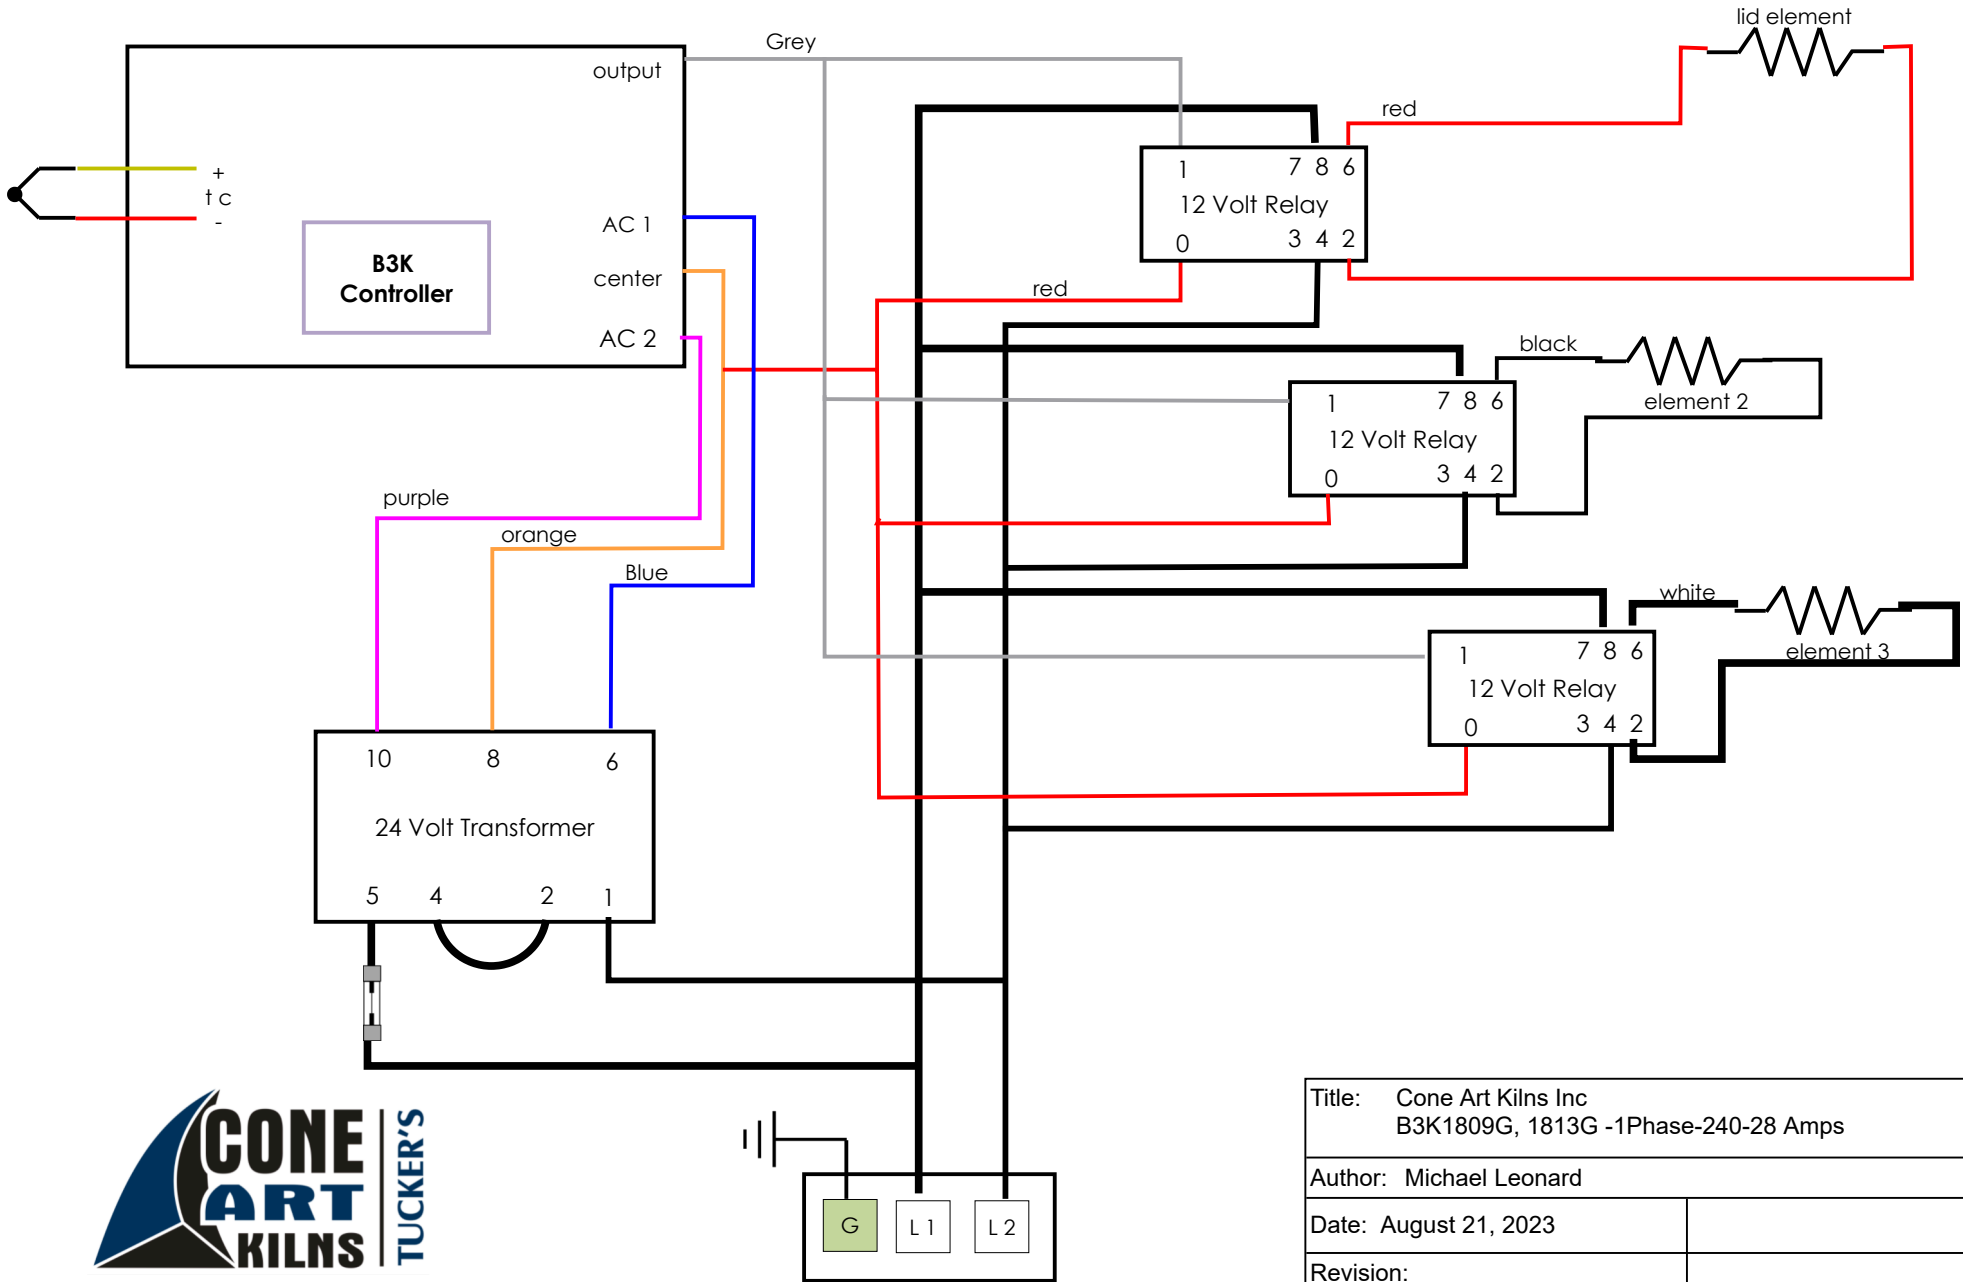 lid element
Grey
output
red
+
t c
-
1
7 8 6
12 Volt Relay
0
3 4 2
AC 1
center
AC 2
B3K
Controller
red
black
element 2
1
7 8 6
12 Volt Relay
0
3 4 2
purple
orange
Blue
white
element 3
1
7 8 6
12 Volt Relay
0
3 4 2
10 8 6
24 Volt Transformer
5 4 2 1
CONE
ART
KILNS
TUCKER'S
G
L 1
L 2
Title: Cone Art Kilns Inc
B3K1809G, 1813G -1Phase-240-28 Amps
Author: Michael Leonard
Date: August 21, 2023
Revision: